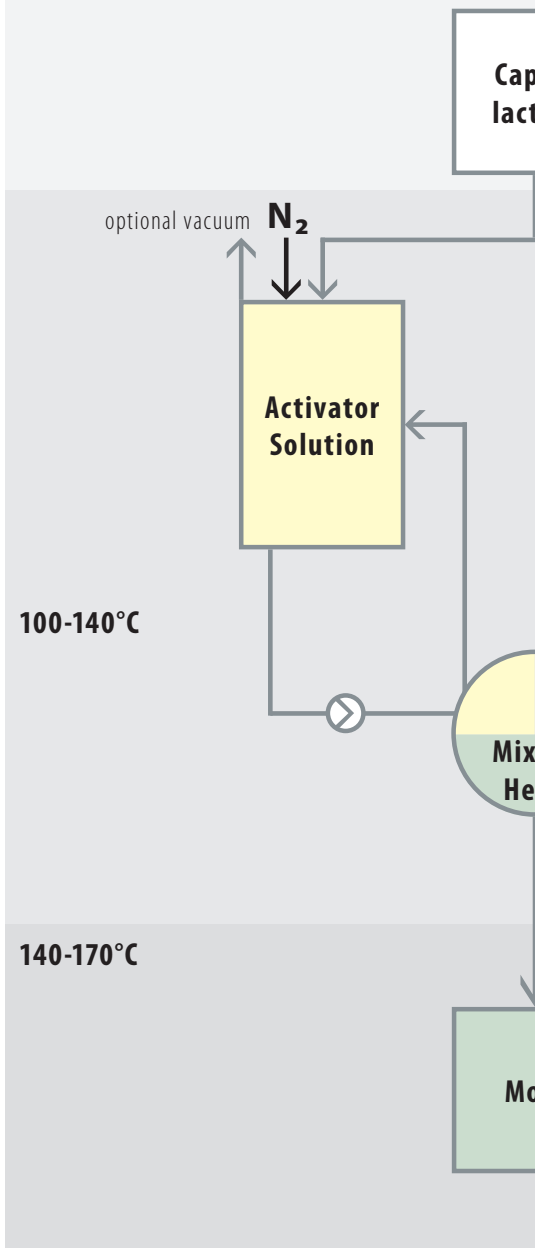 Cap
lact
optional vacuum N₂
Activator
Solution
100-140°C
Mix
He
140-170°C
Mo